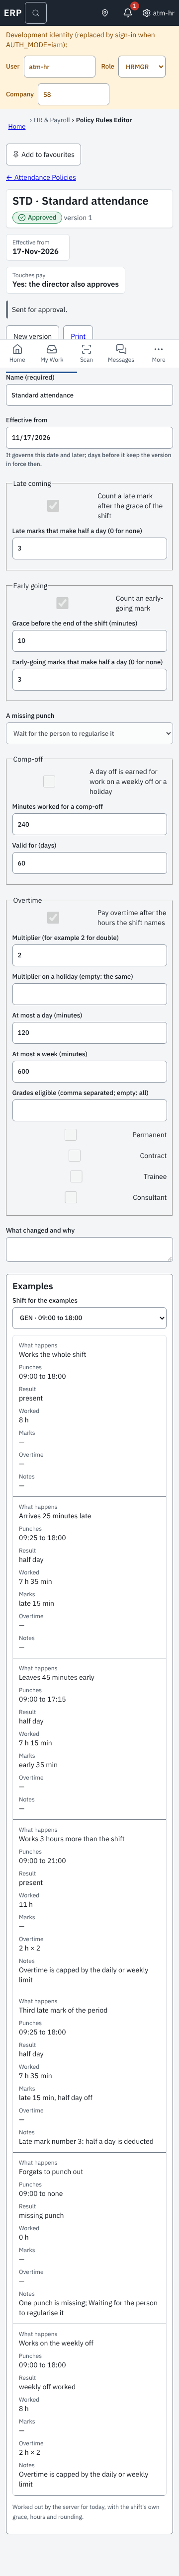 ERP
1
atm-hr
Development identity (replaced by sign-in when
AUTH_MODE=iam):
User
atm-hr
Role
HRMGR
Company
58
Home
› HR & Payroll › Policy Rules Editor
Add to favourites
← Attendance Policies
STD · Standard attendance
Approved version 1
Effective from
17-Nov-2026
Touches pay
Yes: the director also approves
Sent for approval.
New version
Print
Home
My Work
Scan
Messages
More
Name (required)
Standard attendance
Effective from
11/17/2026
It governs this date and later; days before it keep the version
in force then.
Late coming
Count a late mark
after the grace of the
shift
Late marks that make half a day (0 for none)
3
Early going
Count an early-
going mark
Grace before the end of the shift (minutes)
10
Early-going marks that make half a day (0 for none)
3
A missing punch
Wait for the person to regularise it
Comp-off
A day off is earned for
work on a weekly off or a
holiday
Minutes worked for a comp-off
240
Valid for (days)
60
Overtime
Pay overtime after the
hours the shift names
Multiplier (for example 2 for double)
2
Multiplier on a holiday (empty: the same)
At most a day (minutes)
120
At most a week (minutes)
600
Grades eligible (comma separated; empty: all)
Permanent
Contract
Trainee
Consultant
What changed and why
Examples
Shift for the examples
GEN · 09:00 to 18:00
What happens
Works the whole shift
Punches
09:00 to 18:00
Result
present
Worked
8 h
Marks
—
Overtime
—
Notes
—
What happens
Arrives 25 minutes late
Punches
09:25 to 18:00
Result
half day
Worked
7 h 35 min
Marks
late 15 min
Overtime
—
Notes
—
What happens
Leaves 45 minutes early
Punches
09:00 to 17:15
Result
half day
Worked
7 h 15 min
Marks
early 35 min
Overtime
—
Notes
—
What happens
Works 3 hours more than the shift
Punches
09:00 to 21:00
Result
present
Worked
11 h
Marks
—
Overtime
2 h × 2
Notes
Overtime is capped by the daily or weekly
limit
What happens
Third late mark of the period
Punches
09:25 to 18:00
Result
half day
Worked
7 h 35 min
Marks
late 15 min, half day off
Overtime
—
Notes
Late mark number 3: half a day is deducted
What happens
Forgets to punch out
Punches
09:00 to none
Result
missing punch
Worked
0 h
Marks
—
Overtime
—
Notes
One punch is missing; Waiting for the person
to regularise it
What happens
Works on the weekly off
Punches
09:00 to 18:00
Result
weekly off worked
Worked
8 h
Marks
—
Overtime
2 h × 2
Notes
Overtime is capped by the daily or weekly
limit
Worked out by the server for today, with the shift's own
grace, hours and rounding.